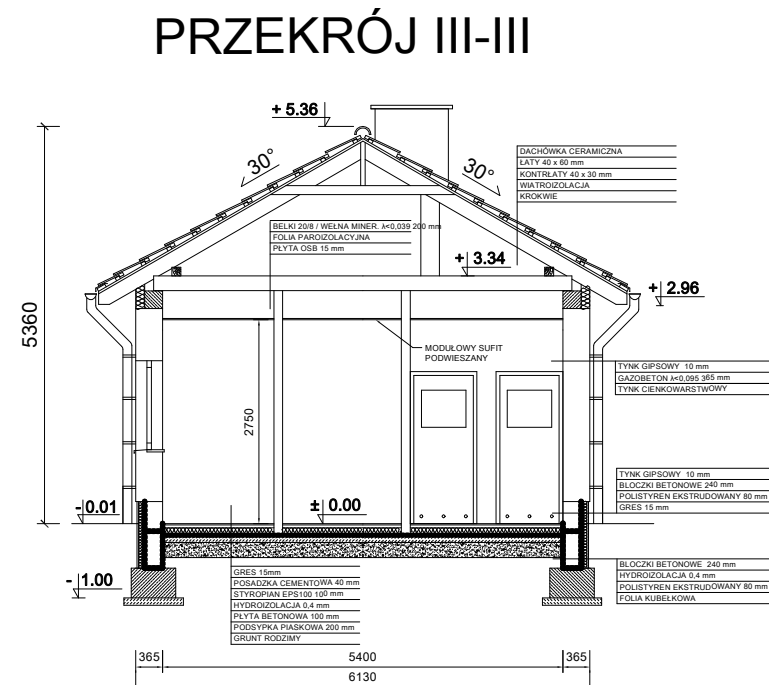 PRZEKRÓJ III-III
+ 5.36
30°
30°
DACHÓWKA CERAMICZNA
ŁATY 40 x 60 mm
KONTRŁATY 40 x 30 mm
WIATROIZOLACJA
KROKWIE
BELKI 20/8 / WEŁNA MINER. λ<0,039 200 mm
FOLIA PAROIZOLACYJNA
PŁYTA OSB 15 mm
+ 3.34
+ 2.96
5360
MODUŁOWY SUFIT
PODWIESZANY
TYNK GIPSOWY 10 mm
GAZOBETON λ<0,095 365 mm
TYNK CIENKOWARSTWOWY
2750
TYNK GIPSOWY 10 mm
BLOCZKI BETONOWE 240 mm
POLISTYREN EKSTRUDOWANY 80 mm
GRES 15 mm
- 0.01
± 0.00
BLOCZKI BETONOWE 240 mm
HYDROIZOLACJA 0,4 mm
POLISTYREN EKSTRUDOWANY 80 mm
FOLIA KUBEŁKOWA
- 1.00
GRES 15mm
POSADZKA CEMENTOWA 40 mm
STYROPIAN EPS100 100 mm
HYDROIZOLACJA 0,4 mm
PŁYTA BETONOWA 100 mm
PODSYPKA PIASKOWA 200 mm
GRUNT RODZIMY
365
5400
365
6130